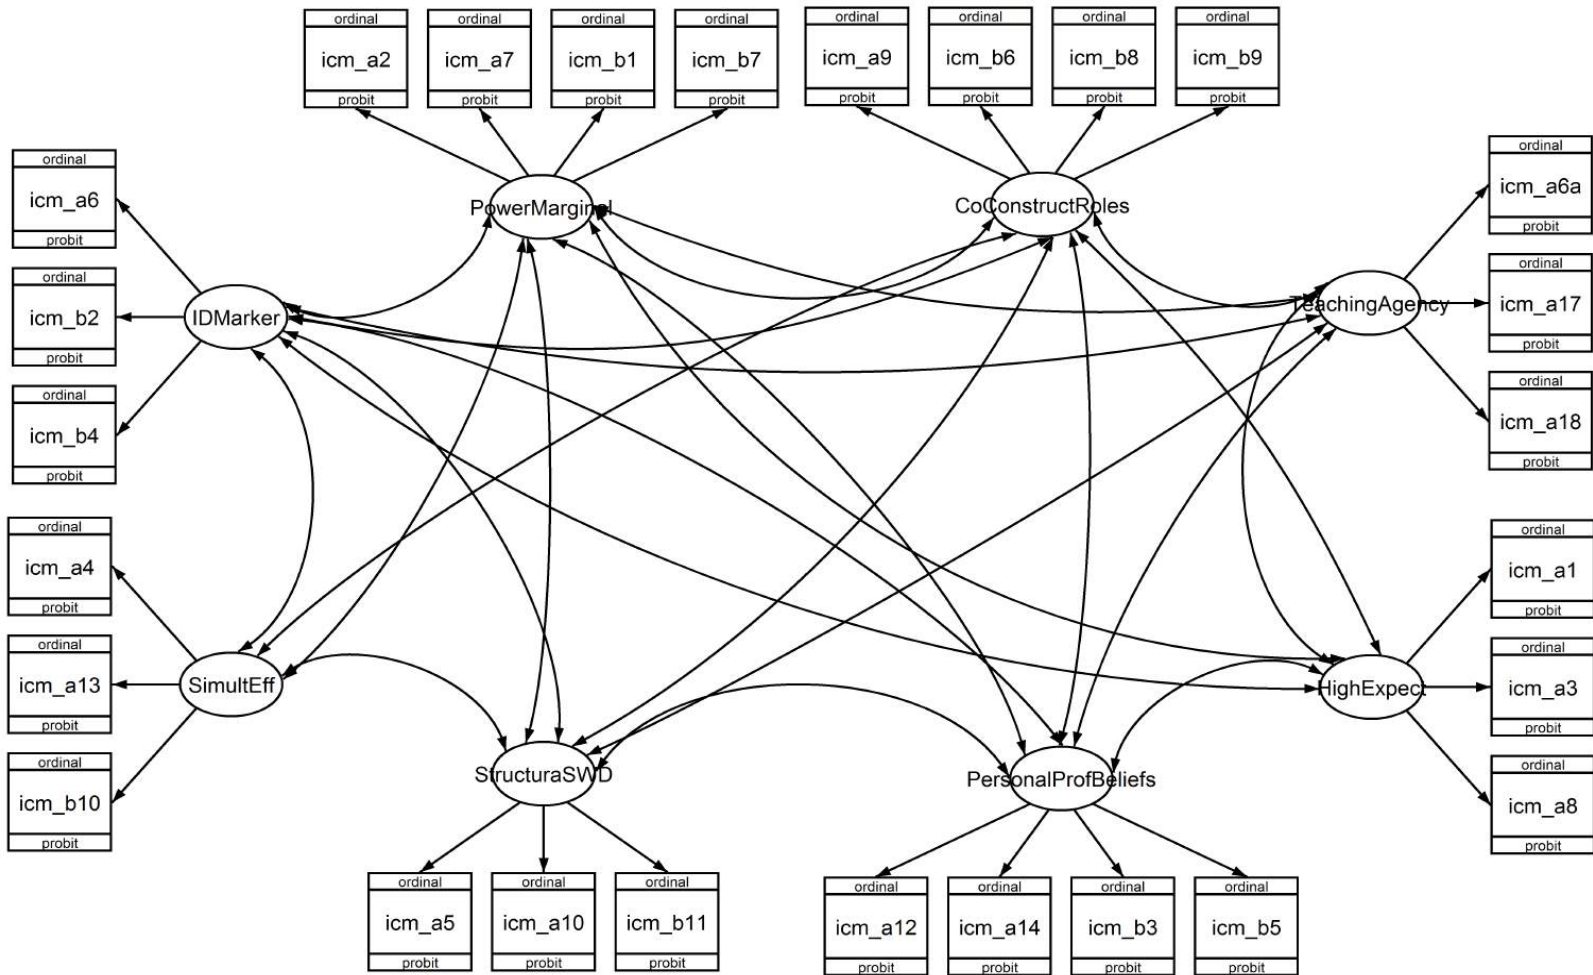 ordinal
icm_a2
probit
ordinal
icm_a7
probit
ordinal
icm_b1
probit
ordinal
icm_b7
probit
ordinal
icm_a9
probit
ordinal
icm_b6
probit
ordinal
icm_b8
probit
ordinal
icm_b9
probit
PowerMarginal
CoConstructRoles
ordinal
icm_a6
probit
ordinal
icm_b2
probit
ordinal
icm_b4
probit
IDMarker
TeachingAgency
ordinal
icm_a6a
probit
ordinal
icm_a17
probit
ordinal
icm_a18
probit
ordinal
icm_a4
probit
ordinal
icm_a13
probit
ordinal
icm_b10
probit
SimultEff
HighExpect
ordinal
icm_a1
probit
ordinal
icm_a3
probit
ordinal
icm_a8
probit
StructuraSWD
PersonalProfBeliefs
ordinal
icm_a5
probit
ordinal
icm_a10
probit
ordinal
icm_b11
probit
ordinal
icm_a12
probit
ordinal
icm_a14
probit
ordinal
icm_b3
probit
ordinal
icm_b5
probit